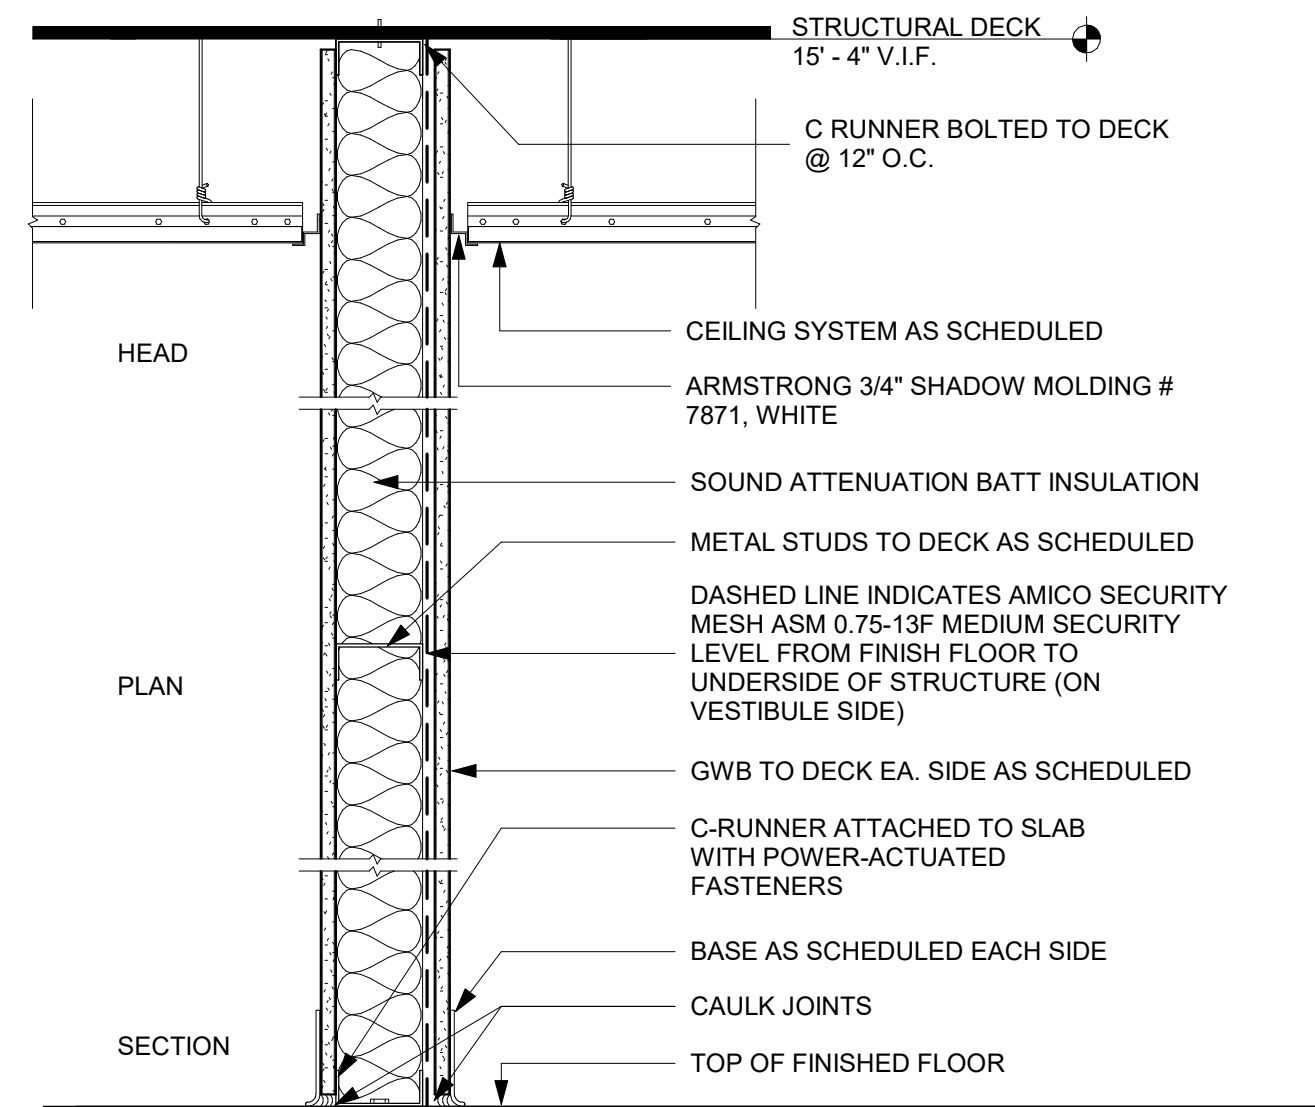 STRUCTURAL DECK
15' - 4" V.I.F.
C RUNNER BOLTED TO DECK
@ 12" O.C.
CEILING SYSTEM AS SCHEDULED
HEAD
ARMSTRONG 3/4" SHADOW MOLDING #
7871, WHITE
SOUND ATTENUATION BATT INSULATION
METAL STUDS TO DECK AS SCHEDULED
DASHED LINE INDICATES AMICO SECURITY
MESH ASM 0.75-13F MEDIUM SECURITY
LEVEL FROM FINISH FLOOR TO
UNDERSIDE OF STRUCTURE (ON
VESTIBULE SIDE)
PLAN
GWB TO DECK EA. SIDE AS SCHEDULED
C-RUNNER ATTACHED TO SLAB
WITH POWER-ACTUATED
FASTENERS
BASE AS SCHEDULED EACH SIDE
CAULK JOINTS
SECTION
TOP OF FINISHED FLOOR